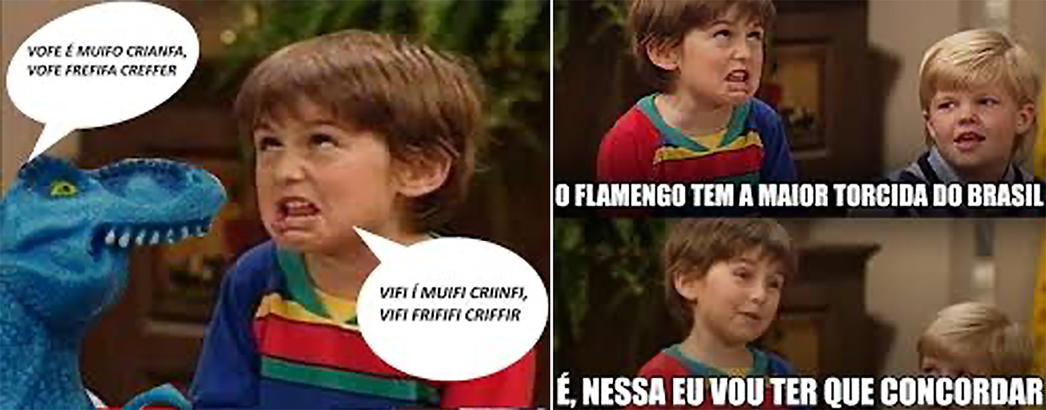 VOFE É MUIFO CRIANFA,
VOFE FREFIFA CREFFER
VIFI Í MUIFI CRIINFI,
VIFI FRIFIFI CRIFFIR
O FLAMENGO TEM A MAIOR TORCIDA DO BRASIL
É, NESSA EU VOU TER QUE CONCORDAR